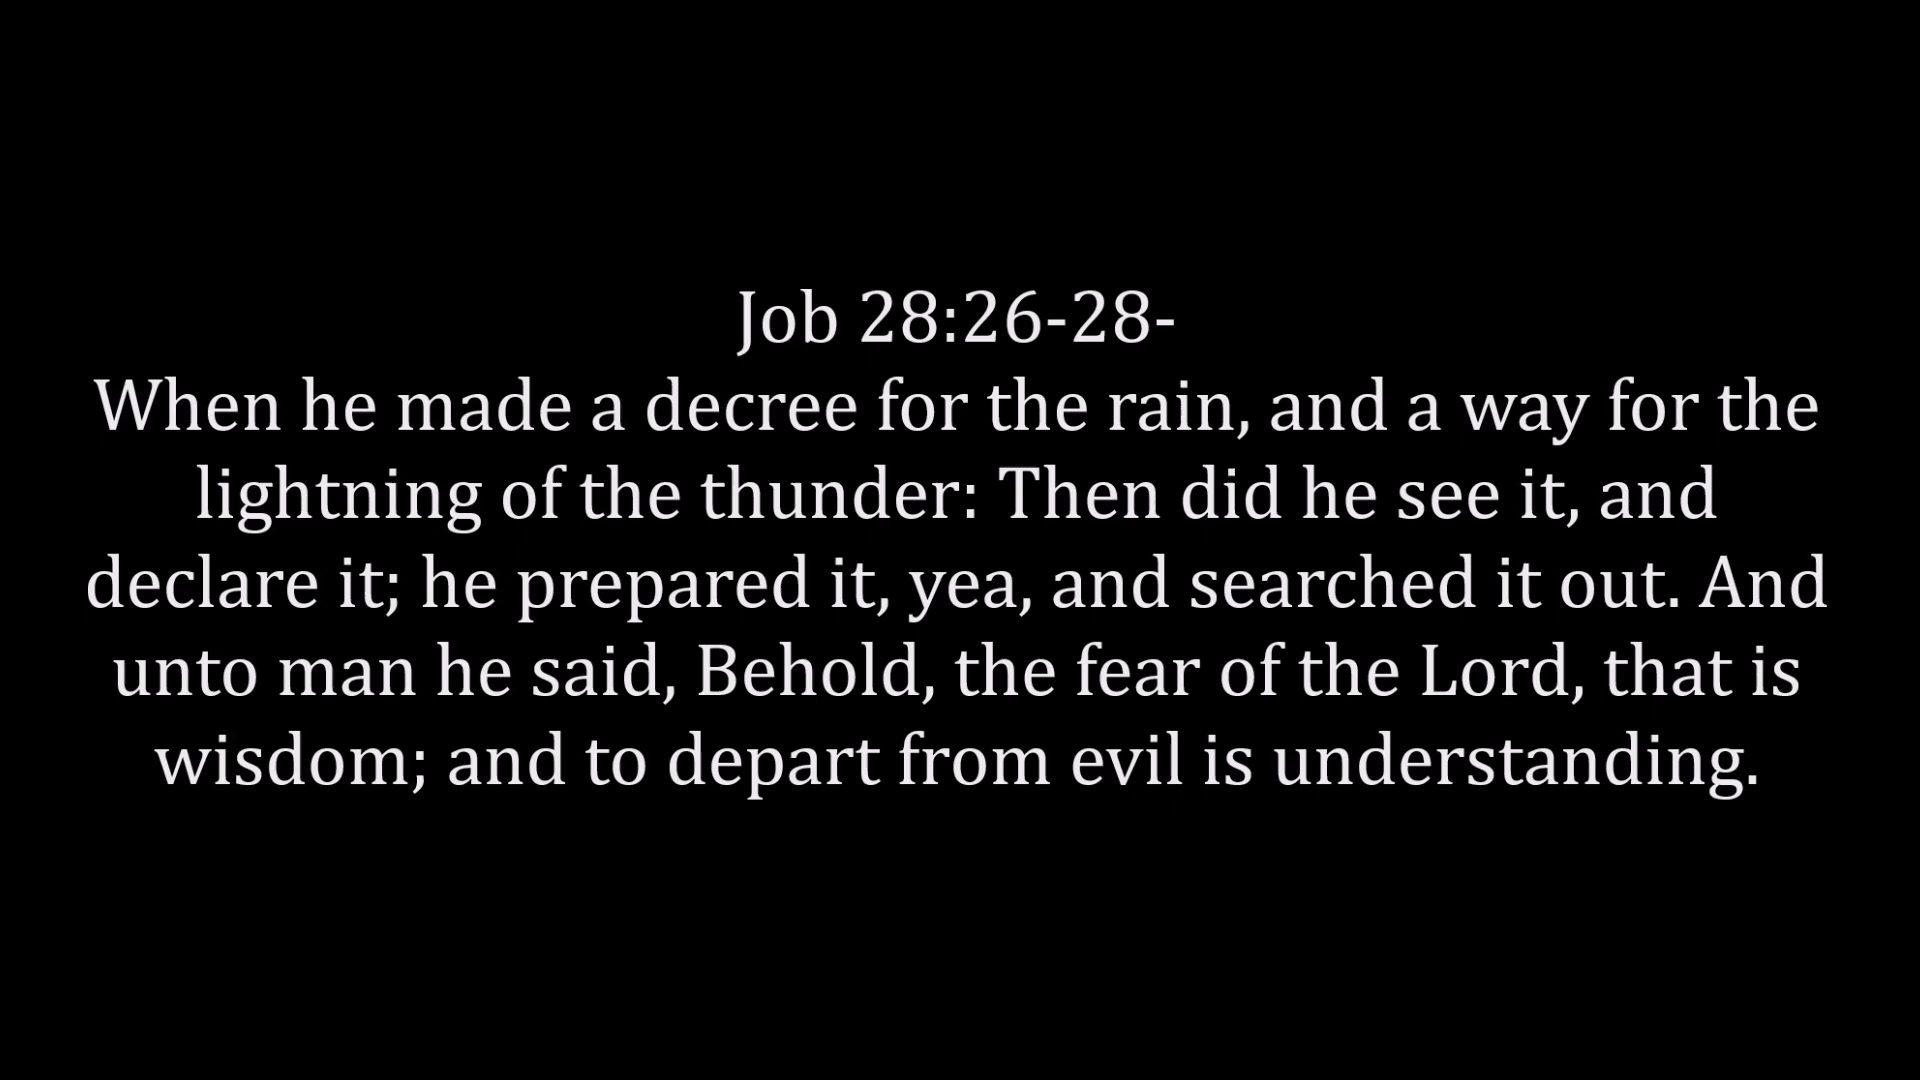 Job 28:26-28-
When he made a decree for the rain, and a way for the
lightning of the thunder: Then did he see it, and
declare it; he prepared it, yea, and searched it out. And
unto man he said, Behold, the fear of the Lord, that is
wisdom; and to depart from evil is understanding.